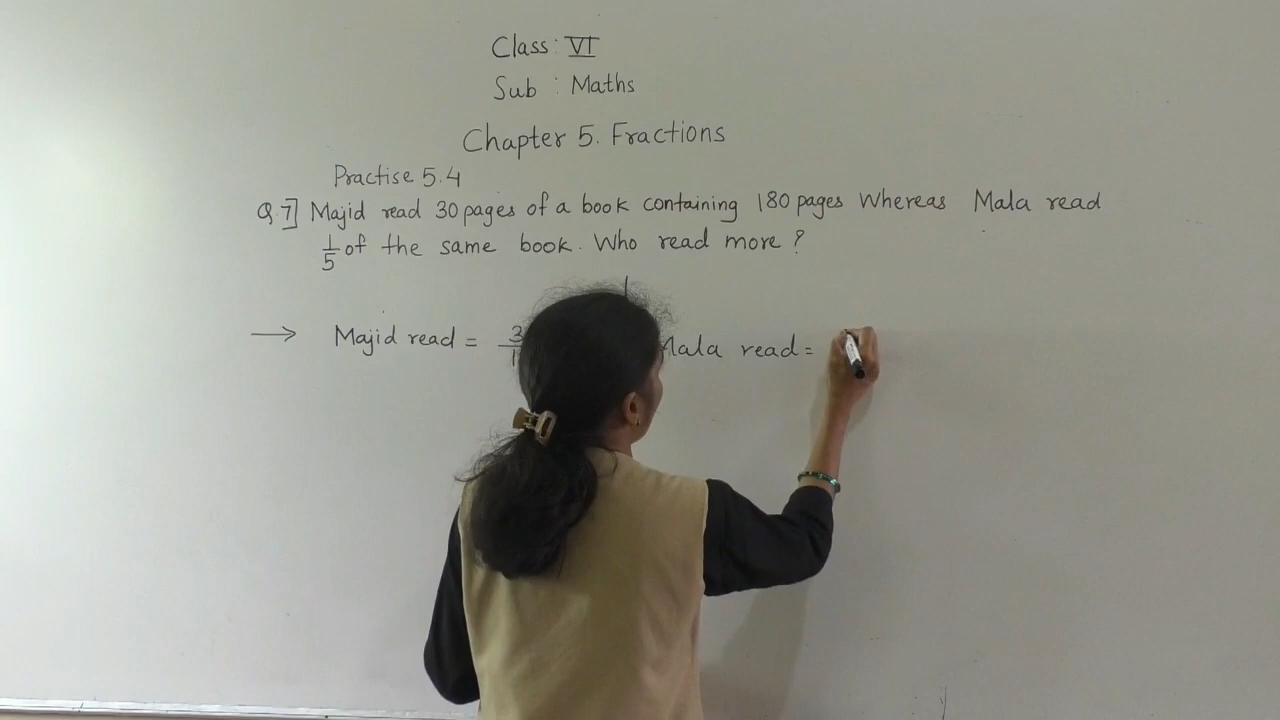 Class: VI
Sub : Maths
Chapter 5. Fractions
Practise 5.4
Q.7] Majid read 30 pages of a book containing 180 pages Whereas Mala read
1/5 of the same book. Who read more?
→ Majid read = Mala read =